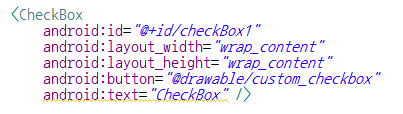 <CheckBox
android:id="@+id/checkBox1"
android:layout_width="wrap_content"
android:layout_height="wrap_content"
android:button="@drawable/custom_checkbox"
android:text="CheckBox" />